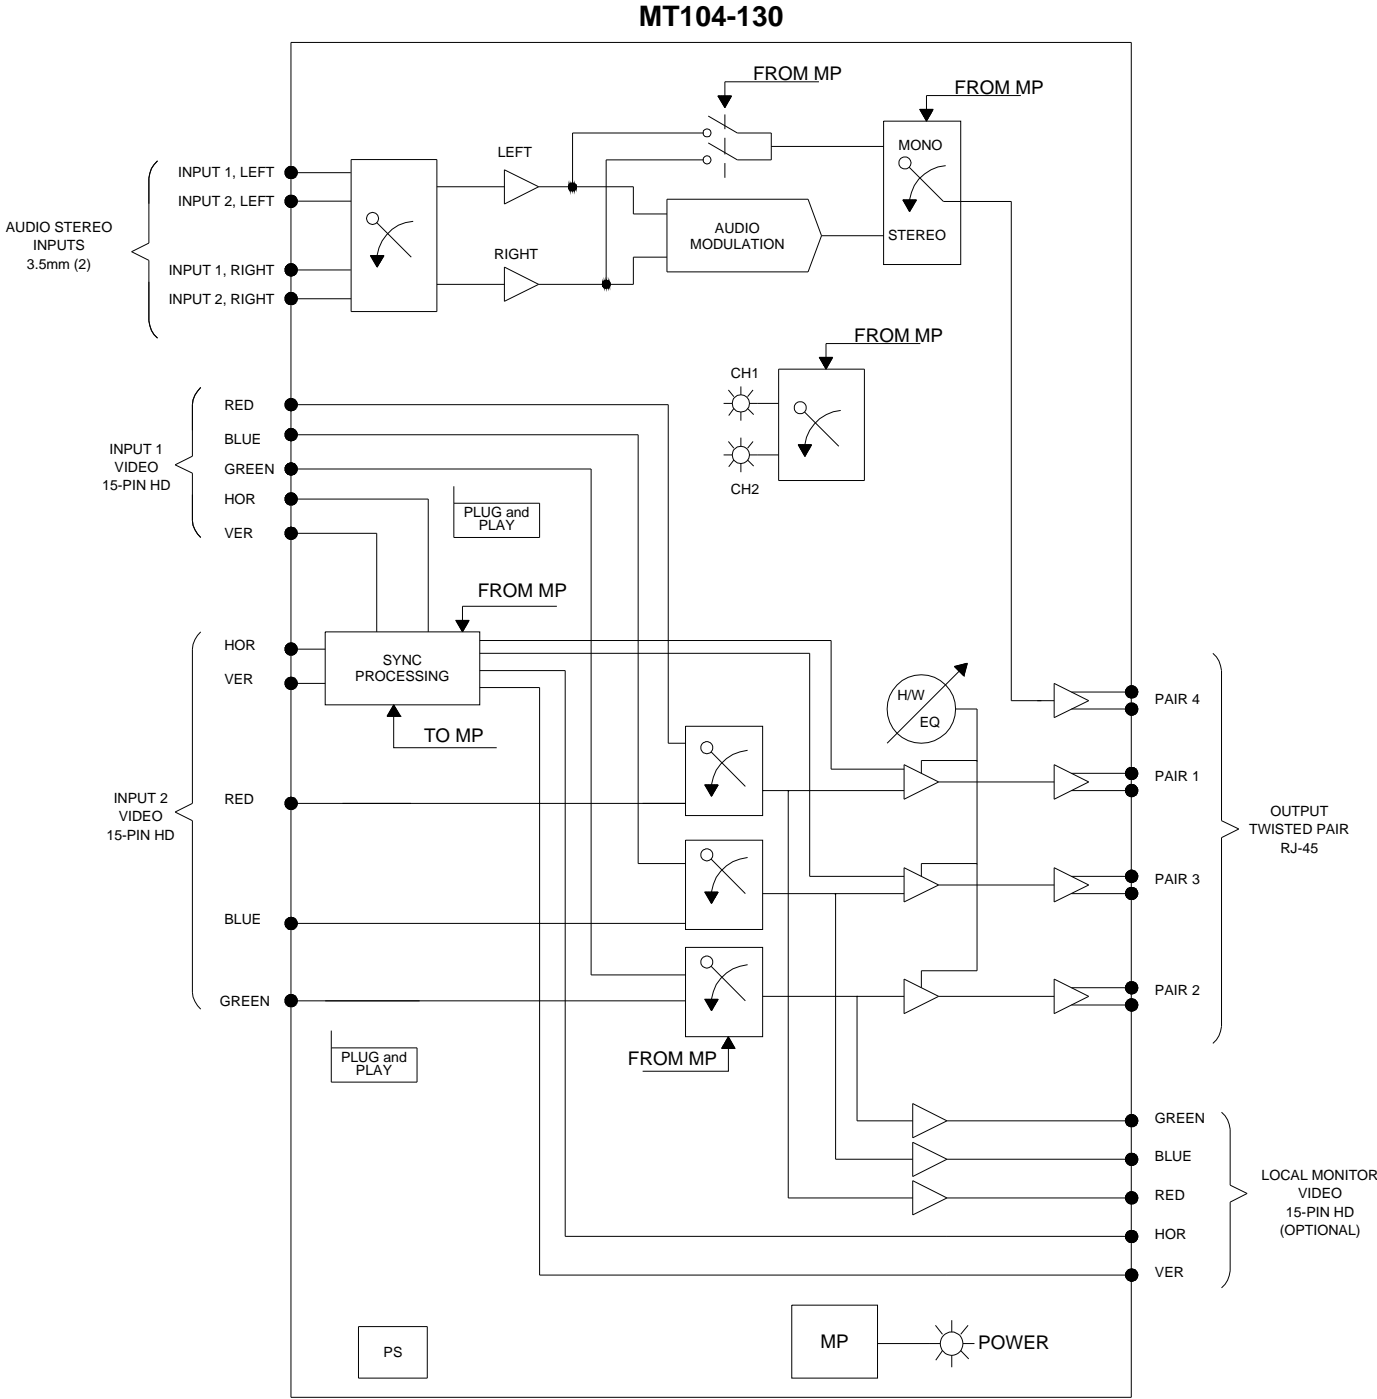 MT104-130
FROM MP
FROM MP
MONO
LEFT
INPUT 1, LEFT
INPUT 2, LEFT
AUDIO STEREO
INPUTS
3.5mm (2)
AUDIO
MODULATION
STEREO
RIGHT
INPUT 1, RIGHT
INPUT 2, RIGHT
FROM MP
CH1
CH2
RED
BLUE
GREEN
HOR
VER
INPUT 1
VIDEO
15-PIN HD
PLUG and
PLAY
FROM MP
HOR
VER
SYNC
PROCESSING
TO MP
H/W
EQ
PAIR 4
PAIR 1
INPUT 2
VIDEO
15-PIN HD
RED
OUTPUT
TWISTED PAIR
RJ-45
PAIR 3
BLUE
PAIR 2
GREEN
PLUG and
PLAY
FROM MP
GREEN
BLUE
RED
HOR
VER
LOCAL MONITOR
VIDEO
15-PIN HD
(OPTIONAL)
PS
MP
POWER